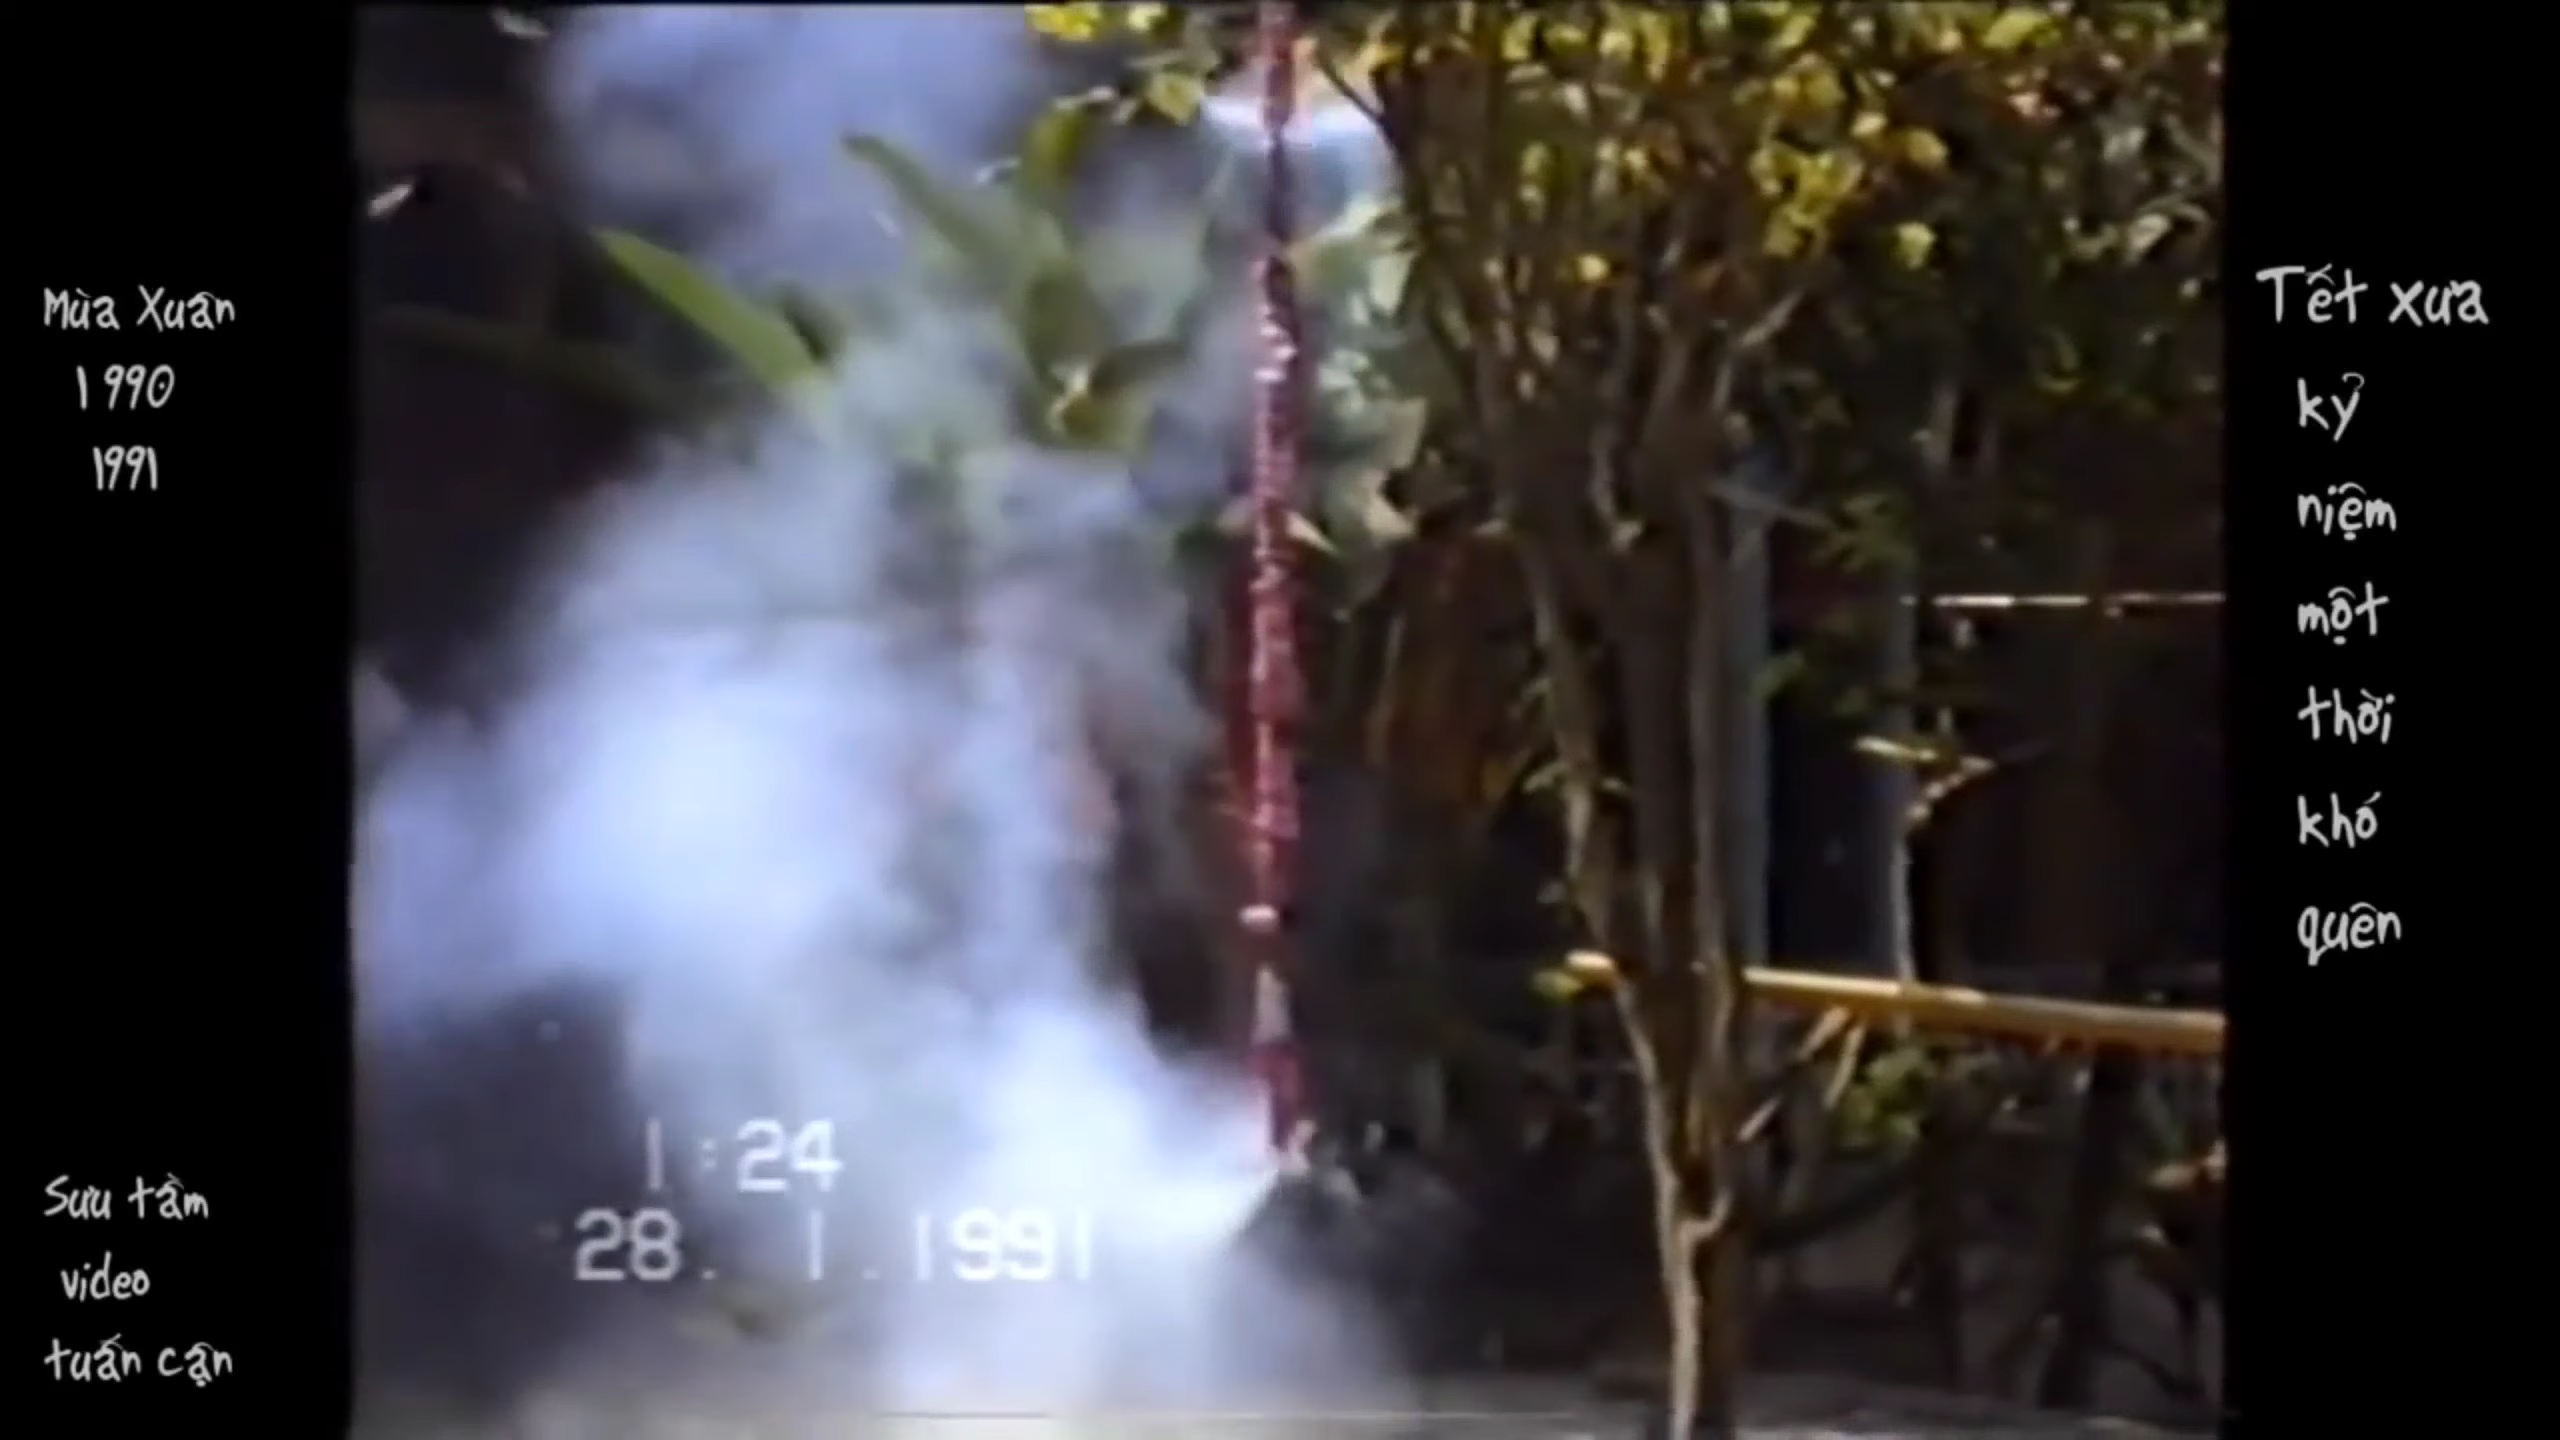 Mùa Xuân
1990
1991
Sưu tầm
video
tuấn cận
1:24
28. 1.1991
Tết xưa
kỷ
niệm
một
thời
khó
quên